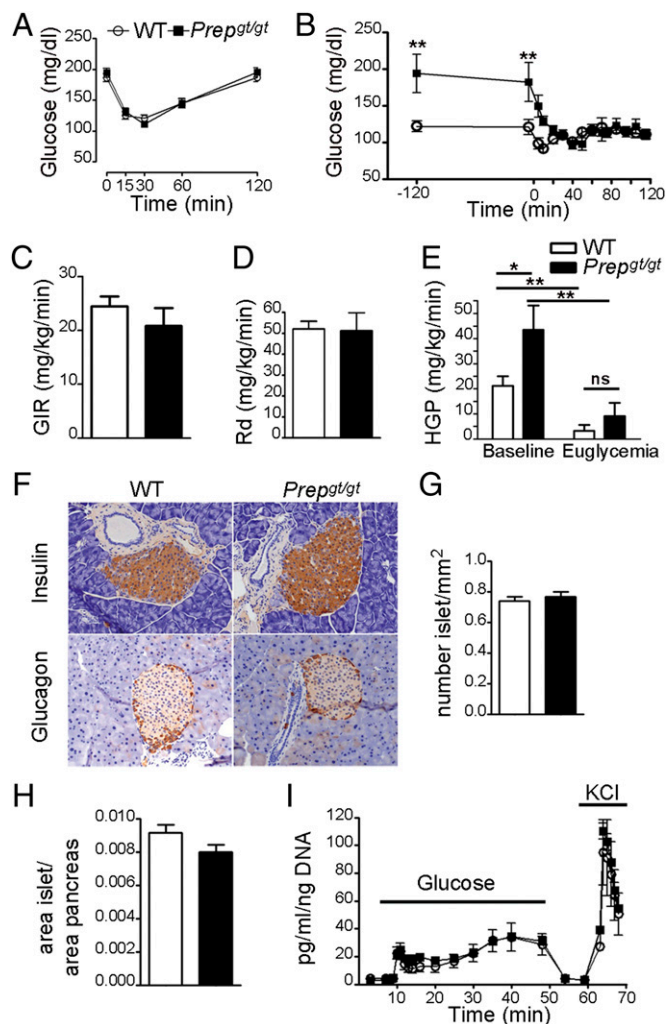 A
WT Prep^gt/gt
Glucose (mg/dl)
250
200
150
100
50
0 15 30 60 120
Time (min)
B
Glucose (mg/dl)
250
200
150
100
50
** **
-120 0 40 80 120
Time (min)
C
GIR (mg/kg/min)
30
20
10
0
D
Rd (mg/kg/min)
60
50
40
30
20
10
0
E
WT
Prep^gt/gt
HGP (mg/kg/min)
50
40
30
20
10
0
*
**
**
ns
Baseline Euglycemia
F
WT Prep^gt/gt
Insulin
Glucagon
G
number islet/mm²
1.0
0.8
0.6
0.4
0.2
0.0
H
area islet/
area pancreas
0.010
0.008
0.006
0.004
0.002
0.000
I
KCl
Glucose
pg/ml/ng DNA
120
100
80
60
40
20
0
10 20 30 40 50 60 70
Time (min)